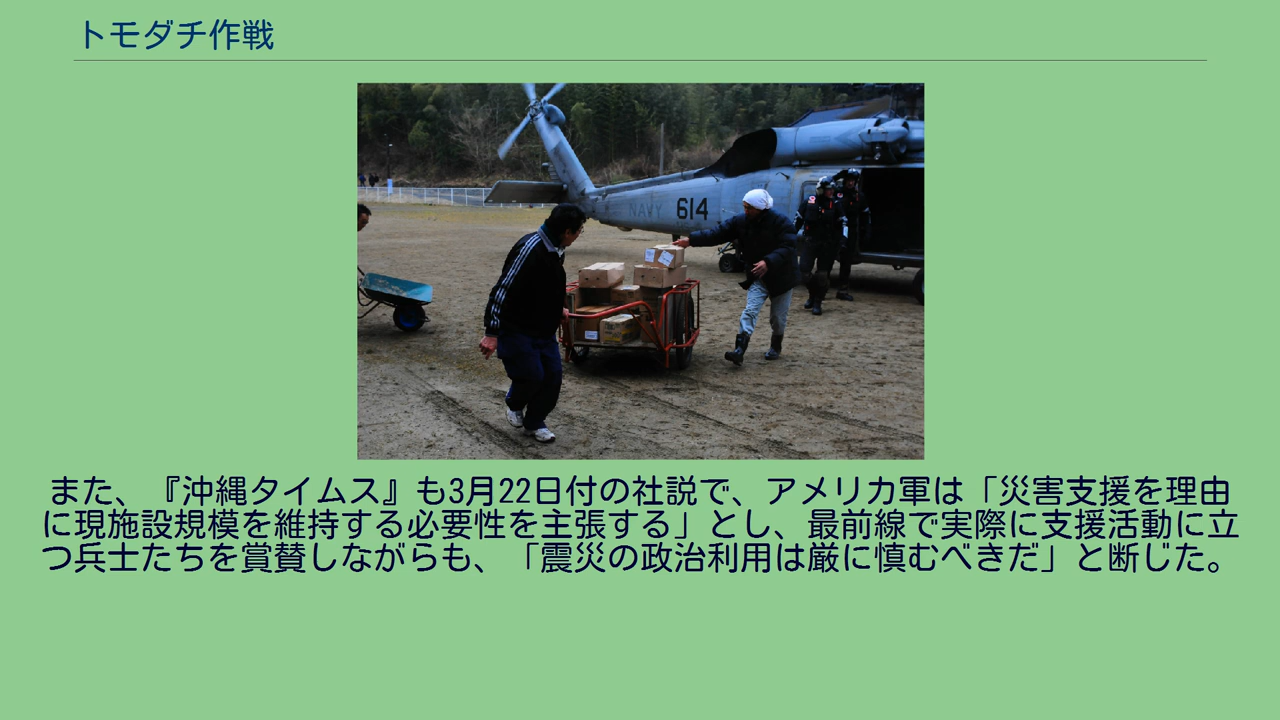 トモダチ作戦
NAVY 614
また、『沖縄タイムス』も3月22日付の社説で、アメリカ軍は「災害支援を理由
に現施設規模を維持する必要性を主張する」とし、最前線で実際に支援活動に立
つ兵士たちを賞賛しながらも、「震災の政治利用は厳に慎むべきだ」と断じた。